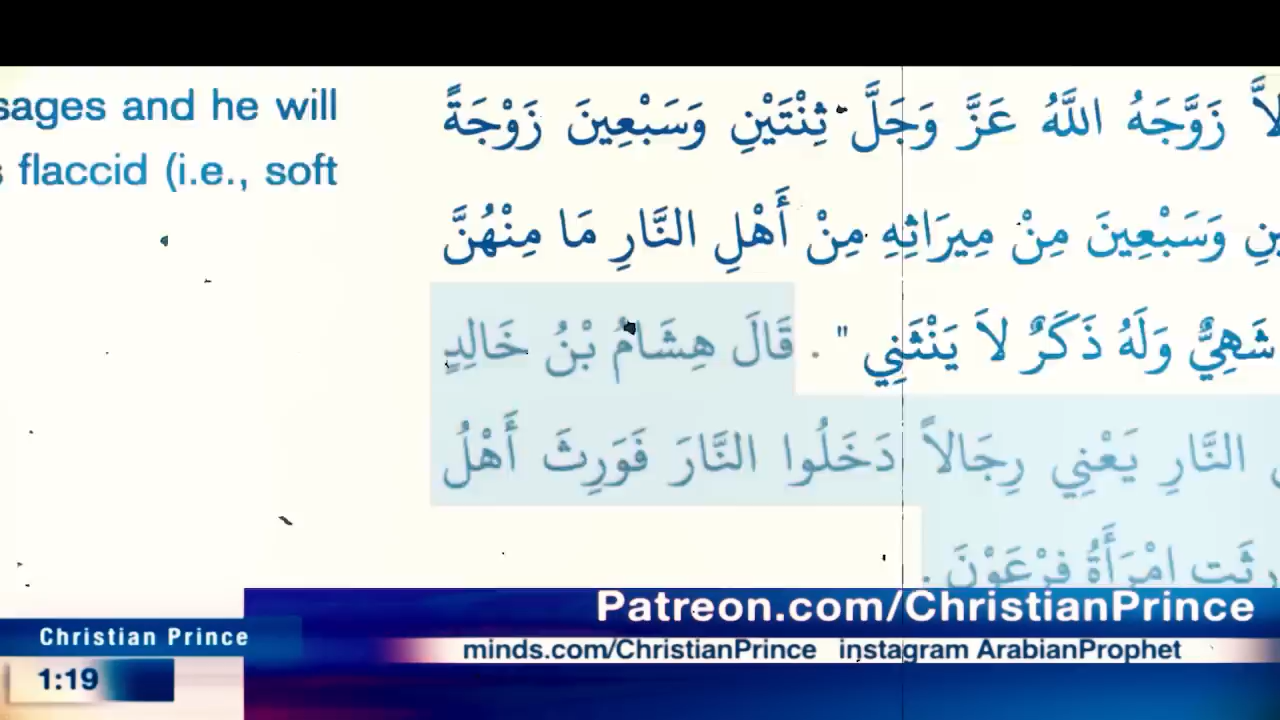 sages and he will
flaccid (i.e., soft
زَوَّجَهُ اللَّهُ عَزَّ وَجَلَّ ثِنْتَيْنِ وَسَبْعِينَ زَوْجَةً
وَسَبْعِينَ مِنْ مِيرَاثِهِ مِنْ أَهْلِ النَّارِ مَا مِنْهُنَّ
شَهِيٌّ وَلَهُ ذَكَرٌ لاَ يَنْثَنِي " . قَالَ هِشَامُ بْنُ خَالِدٍ
النَّارِ يَعْنِي رِجَالاً دَخَلُوا النَّارَ فَوَرِثَ أَهْلُ
امْرَأَةُ فِرْعَوْنَ .
Patreon.com/ChristianPrince
Christian Prince
minds.com/ChristianPrince instagram ArabianProphet
1:19